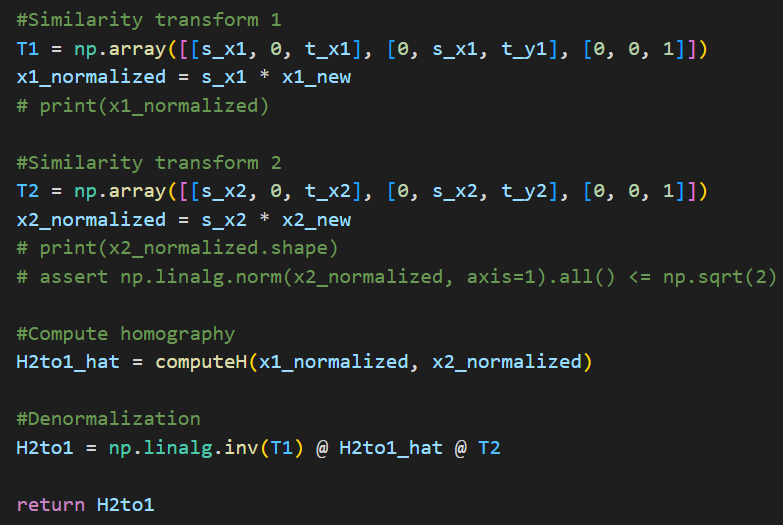 #Similarity transform 1
T1 = np.array([[s_x1, 0, t_x1], [0, s_x1, t_y1], [0, 0, 1]])
x1_normalized = s_x1 * x1_new
# print(x1_normalized)
#Similarity transform 2
T2 = np.array([[s_x2, 0, t_x2], [0, s_x2, t_y2], [0, 0, 1]])
x2_normalized = s_x2 * x2_new
# print(x2_normalized.shape)
# assert np.linalg.norm(x2_normalized, axis=1).all() <= np.sqrt(2)
#Compute homography
H2to1_hat = computeH(x1_normalized, x2_normalized)
#Denormalization
H2to1 = np.linalg.inv(T1) @ H2to1_hat @ T2
return H2to1